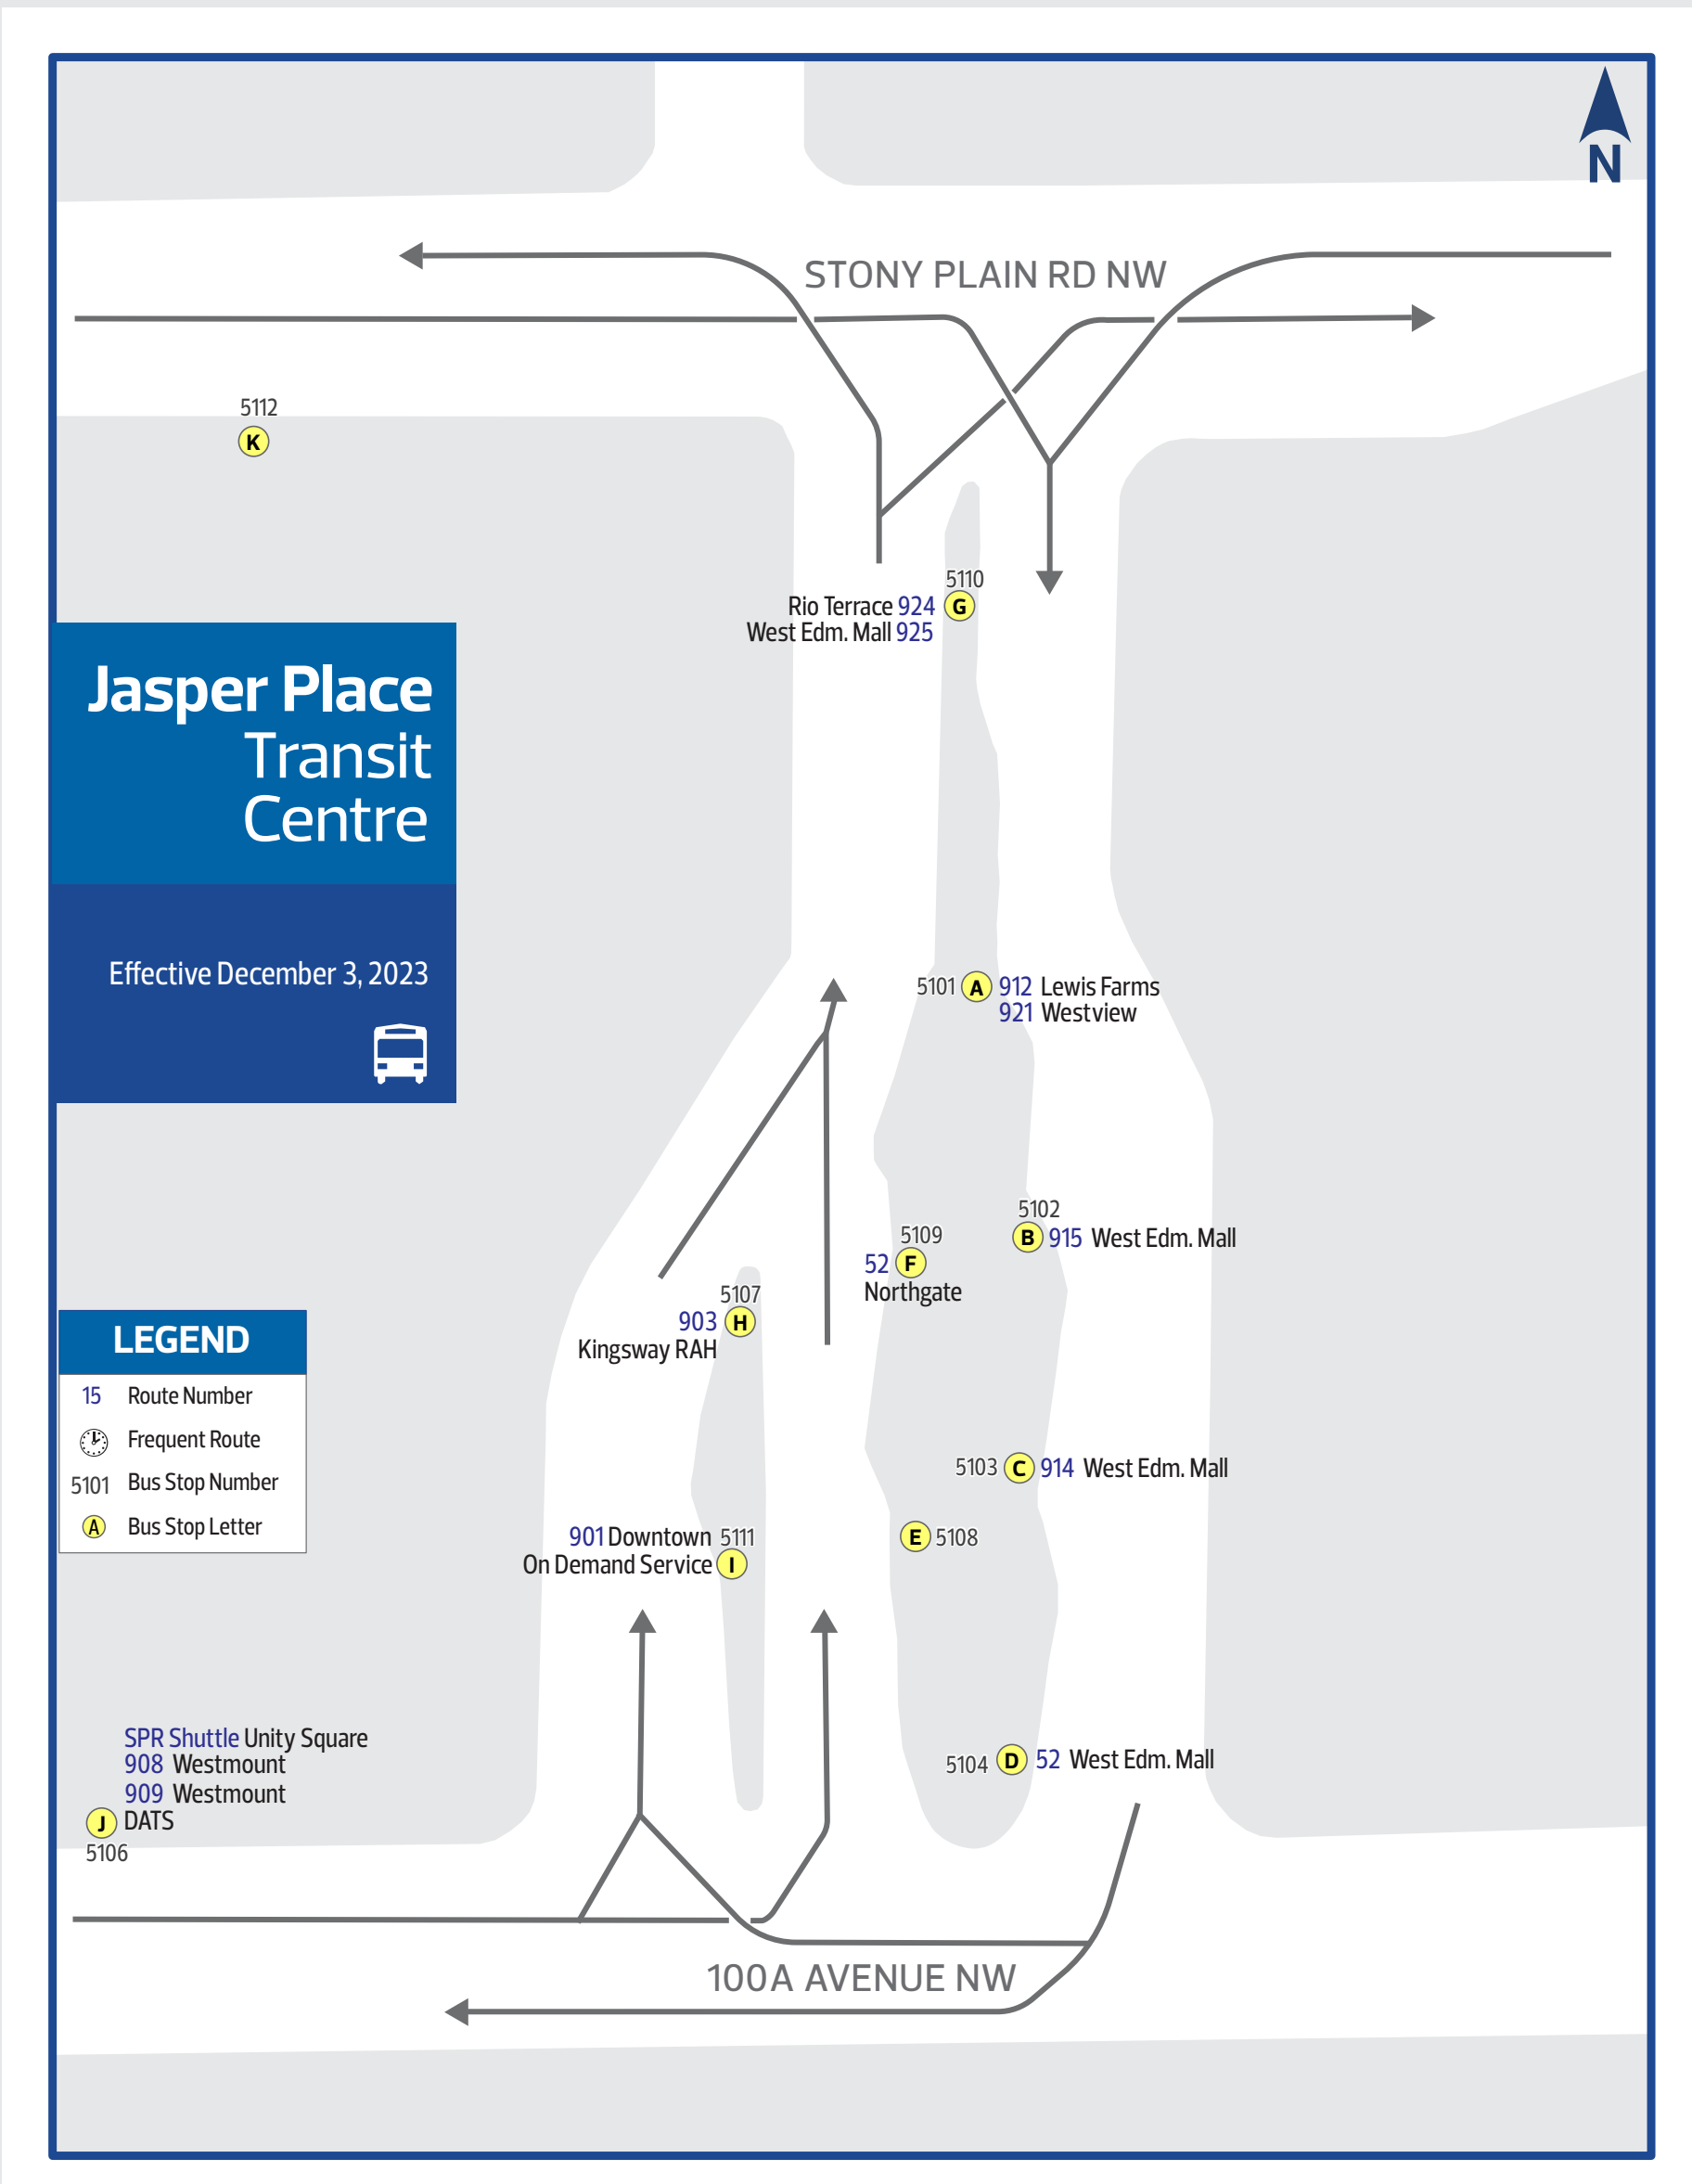 N
STONY PLAIN RD NW
5112
K
5110
Rio Terrace 924 G
West Edm. Mall 925
Jasper Place
Transit
Centre
Effective December 3, 2023
5101 A 912 Lewis Farms
921 Westview
5102
B 915 West Edm. Mall
5109
52 F
Northgate
5107
903 H
Kingsway RAH
LEGEND
15 Route Number
Frequent Route
5101 Bus Stop Number
A Bus Stop Letter
5103 C 914 West Edm. Mall
901 Downtown 5111
On Demand Service I
E 5108
SPR Shuttle Unity Square
908 Westmount
909 Westmount
J DATS
5106
5104 D 52 West Edm. Mall
100A AVENUE NW